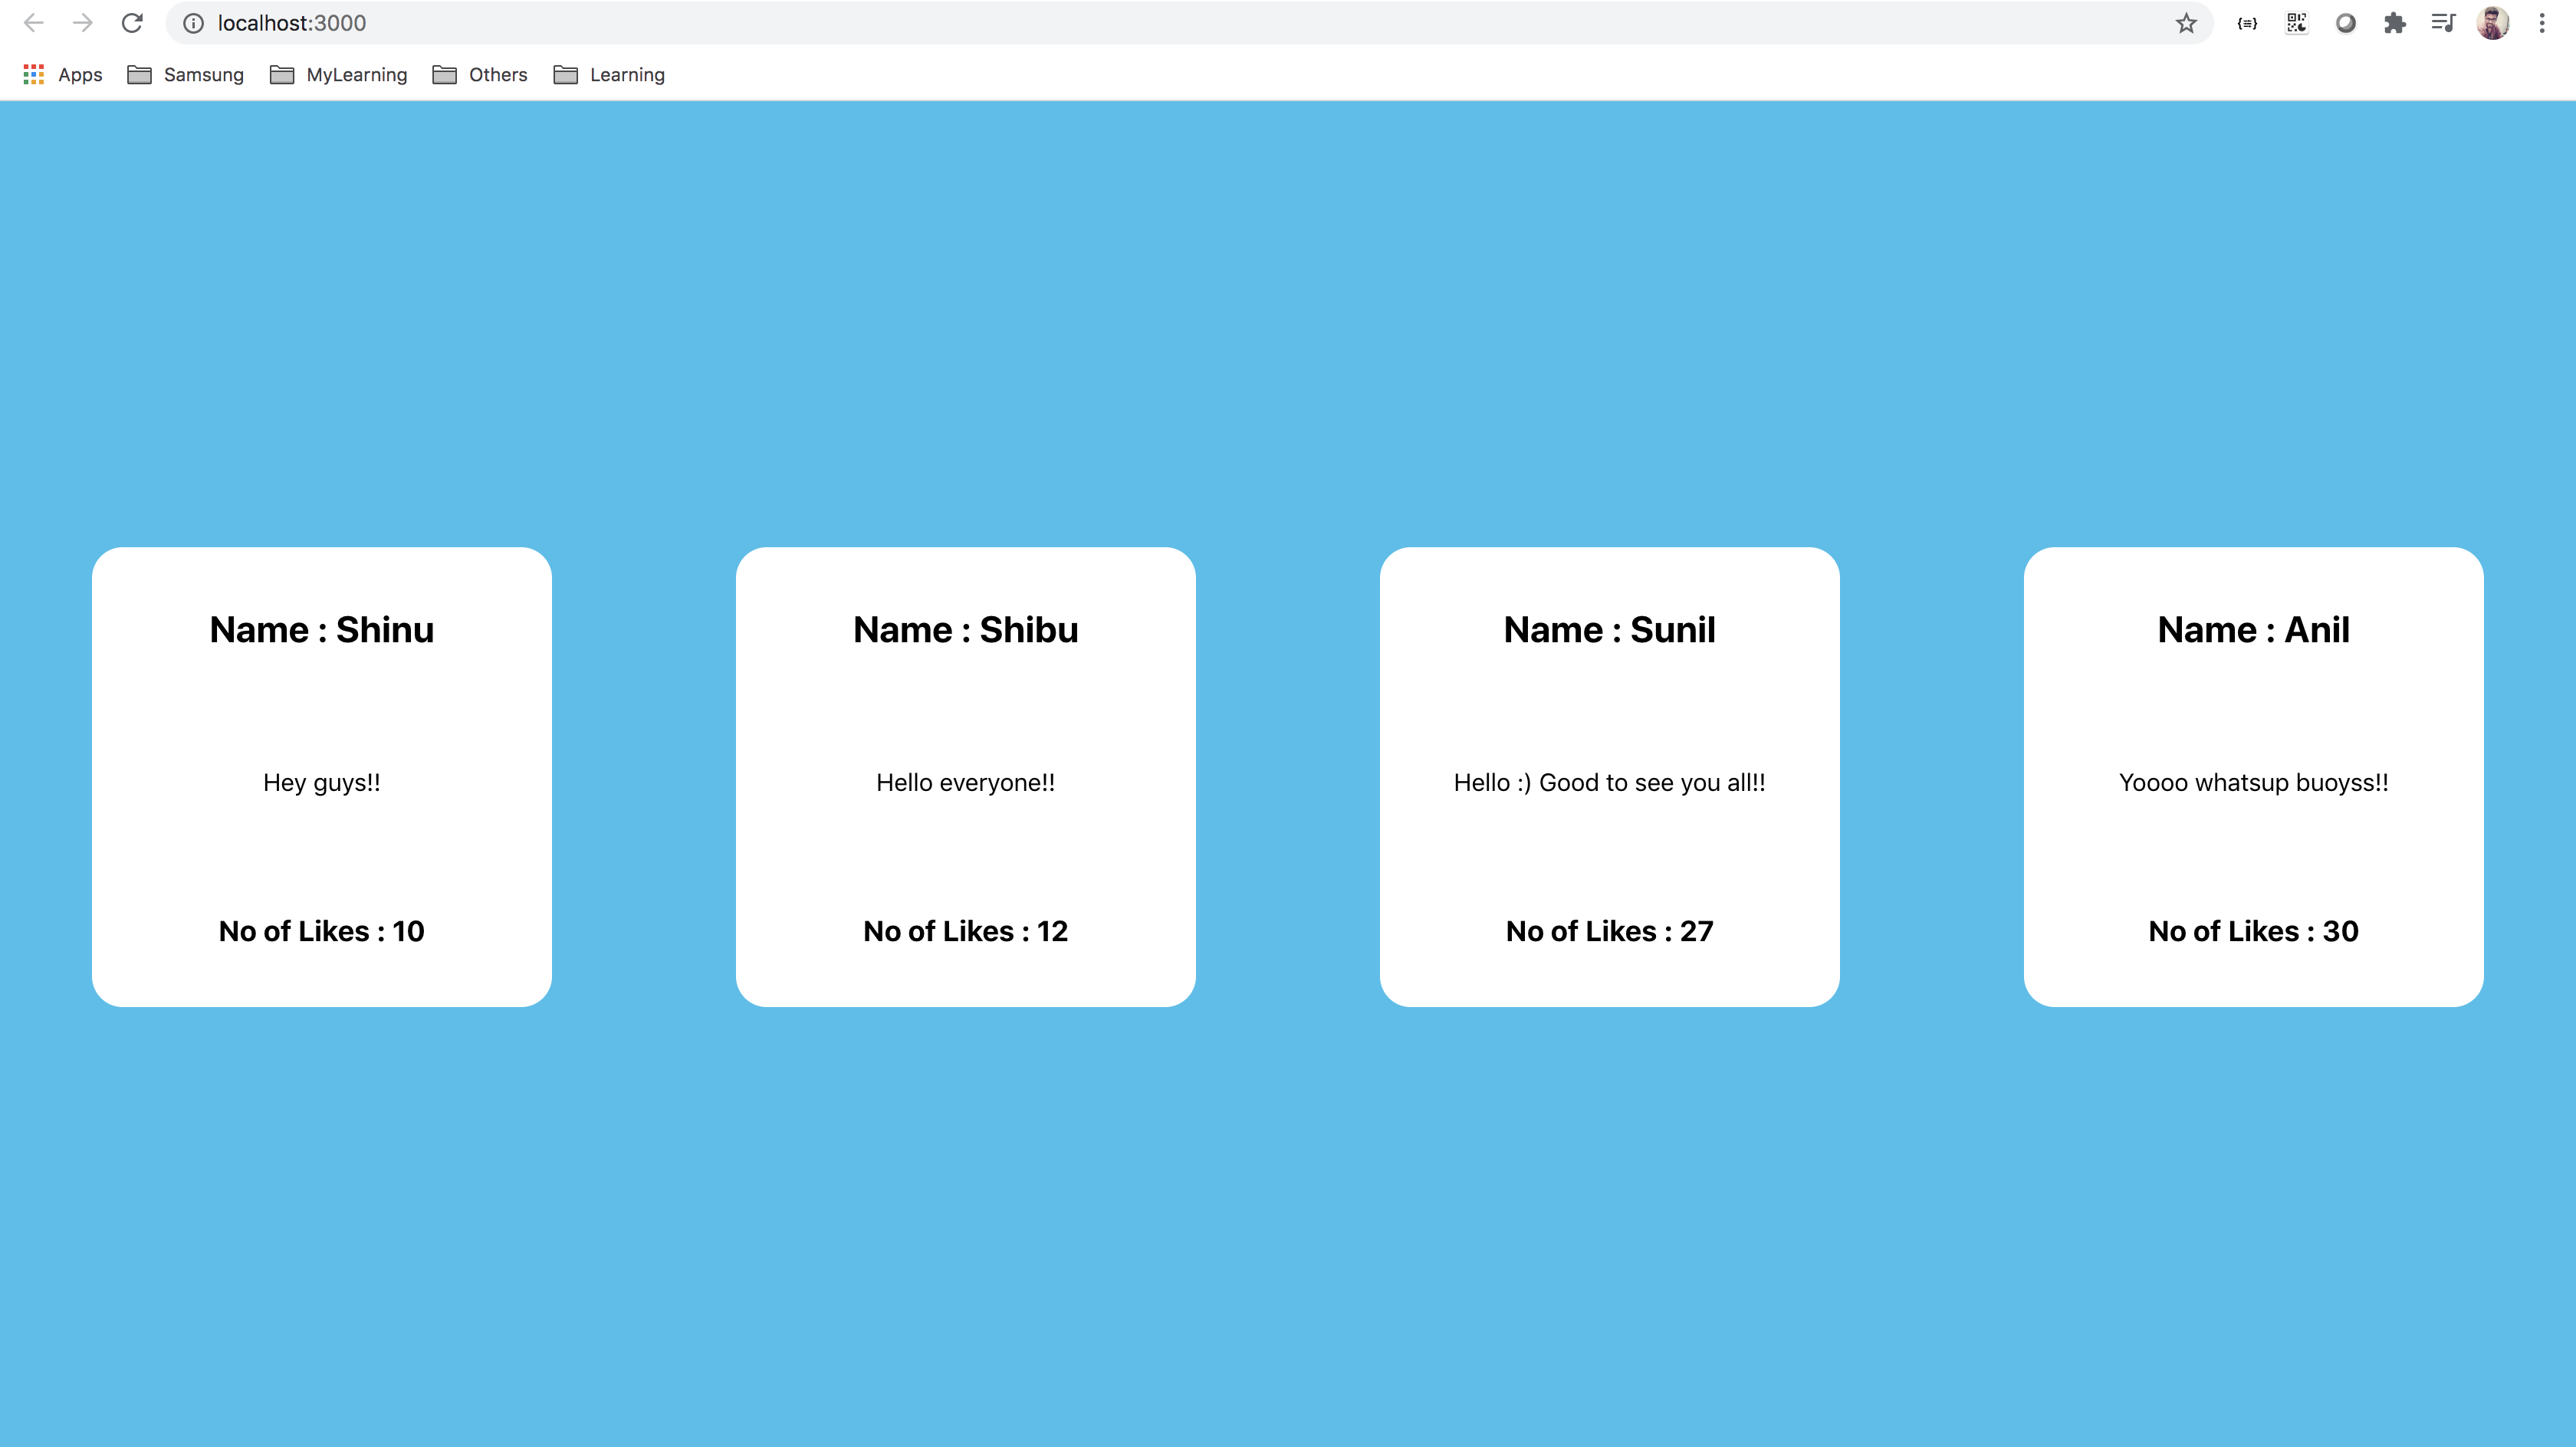 localhost:3000
Apps Samsung MyLearning Others Learning
Name : Shinu
Hey guys!!
No of Likes : 10
Name : Shibu
Hello everyone!!
No of Likes : 12
Name : Sunil
Hello :) Good to see you all!!
No of Likes : 27
Name : Anil
Yoooo whatsup buoyss!!
No of Likes : 30